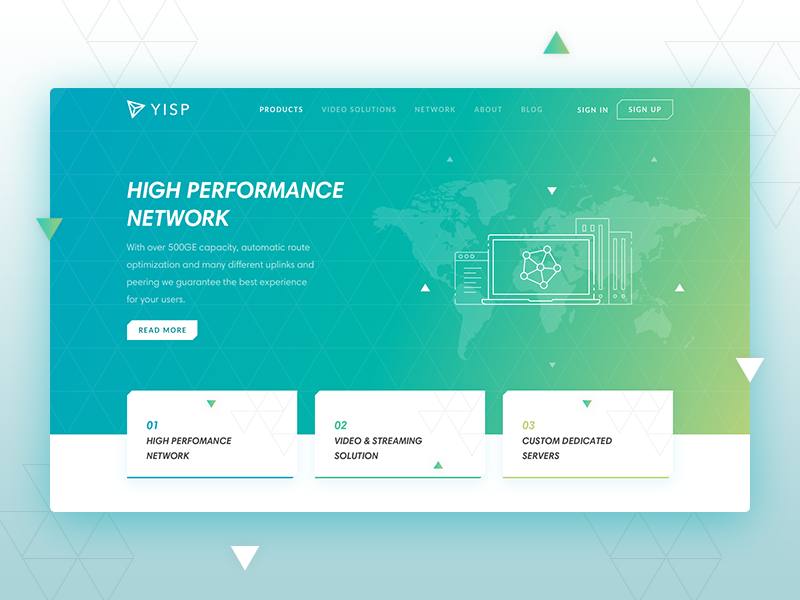 YISP
PRODUCTS VIDEO SOLUTIONS NETWORK ABOUT BLOG SIGN IN SIGN UP
HIGH PERFORMANCE
NETWORK
With over 500GE capacity, automatic route
optimization and many different uplinks and
peering we guarantee the best experience
for your users.
READ MORE
01
HIGH PERFOMANCE
NETWORK
02
VIDEO & STREAMING
SOLUTION
03
CUSTOM DEDICATED
SERVERS